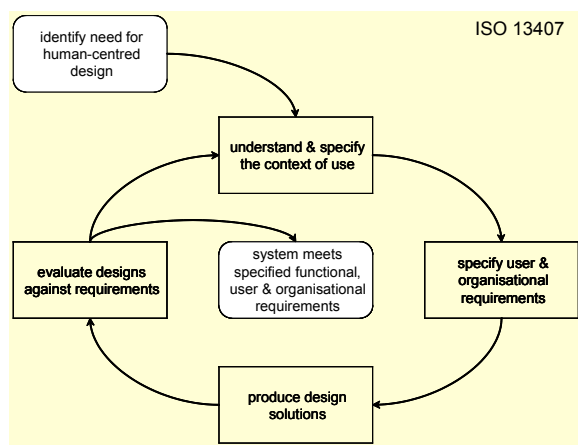 ISO 13407
identify need for
human-centred
design
understand & specify
the context of use
specify user &
organisational
requirements
produce design
solutions
evaluate designs
against requirements
system meets
specified functional,
user & organisational
requirements